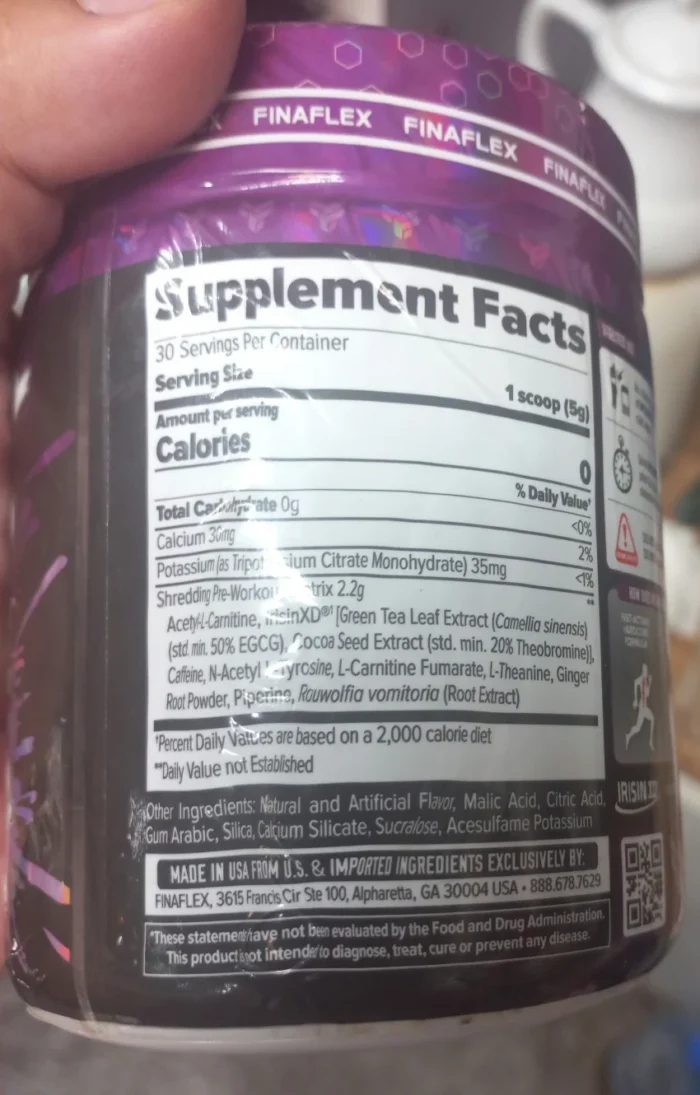 FINAFLEX FINAFLEX FINAFLEX
Supplement Facts
30 Servings Per Container
Serving Size
1 scoop (5g)
Amount per serving
Calories
0
% Daily Value†
Total Carbohydrate 0g <0%
Calcium 30mg 2%
Potassium (as Tripotassium Citrate Monohydrate) 35mg <1%
Shredding Pre-Workout Matrix 2.2g **
Acetyl-L-Carnitine, IrisinXD®† [Green Tea Leaf Extract (Camellia sinensis)
(std. min. 50% EGCG), Cocoa Seed Extract (std. min. 20% Theobromine)],
Caffeine, N-Acetyl L-Tyrosine, L-Carnitine Fumarate, L-Theanine, Ginger
Root Powder, Piperine, Rauwolfia vomitoria (Root Extract)
†Percent Daily Values are based on a 2,000 calorie diet
**Daily Value not Established
Other Ingredients: Natural and Artificial Flavor, Malic Acid, Citric Acid,
Gum Arabic, Silica, Calcium Silicate, Sucralose, Acesulfame Potassium
MADE IN USA FROM U.S. & IMPORTED INGREDIENTS EXCLUSIVELY BY:
FINAFLEX, 3615 Francis Cir Ste 100, Alpharetta, GA 30004 USA • 888.678.7629
*These statements have not been evaluated by the Food and Drug Administration.
This product is not intended to diagnose, treat, cure or prevent any disease.
IRISIN XD